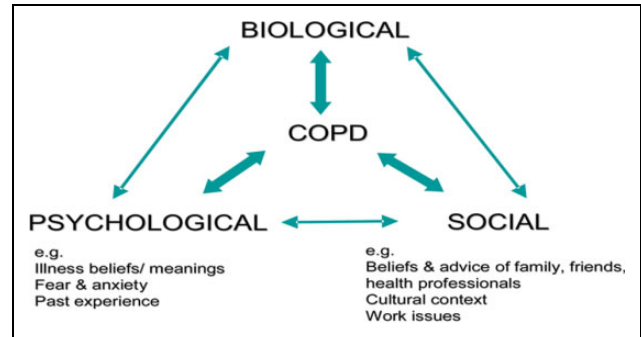 BIOLOGICAL
COPD
PSYCHOLOGICAL
e.g.
Illness beliefs/ meanings
Fear & anxiety
Past experience
SOCIAL
e.g.
Beliefs & advice of family, friends,
health professionals
Cultural context
Work issues